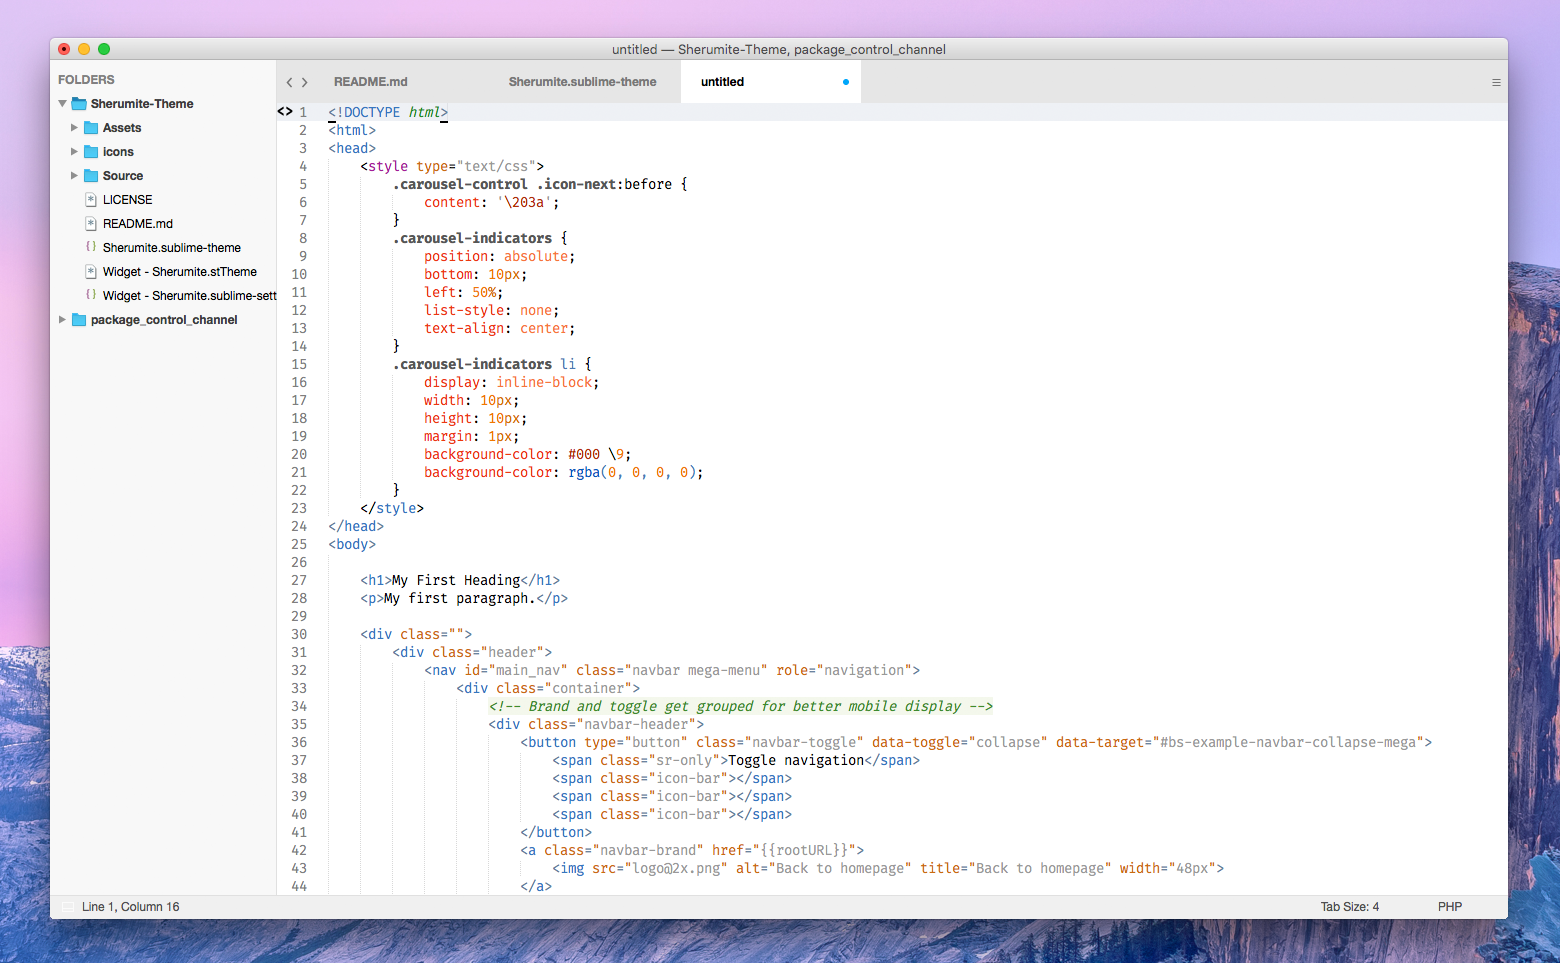 untitled — Sherumite-Theme, package_control_channel
FOLDERS
Sherumite-Theme
Assets
icons
Source
LICENSE
README.md
Sherumite.sublime-theme
Widget - Sherumite.stTheme
Widget - Sherumite.sublime-sett
package_control_channel
README.md
Sherumite.sublime-theme
untitled
<> 1 <!DOCTYPE html>
2 <html>
3 <head>
4 <style type="text/css">
5 .carousel-control .icon-next:before {
6 content: '\203a';
7 }
8 .carousel-indicators {
9 position: absolute;
10 bottom: 10px;
11 left: 50%;
12 list-style: none;
13 text-align: center;
14 }
15 .carousel-indicators li {
16 display: inline-block;
17 width: 10px;
18 height: 10px;
19 margin: 1px;
20 background-color: #000 \9;
21 background-color: rgba(0, 0, 0, 0);
22 }
23 </style>
24 </head>
25 <body>
26
27 <h1>My First Heading</h1>
28 <p>My first paragraph.</p>
29
30 <div class="">
31 <div class="header">
32 <nav id="main_nav" class="navbar mega-menu" role="navigation">
33 <div class="container">
34 <!-- Brand and toggle get grouped for better mobile display -->
35 <div class="navbar-header">
36 <button type="button" class="navbar-toggle" data-toggle="collapse" data-target="#bs-example-navbar-collapse-mega">
37 <span class="sr-only">Toggle navigation</span>
38 <span class="icon-bar"></span>
39 <span class="icon-bar"></span>
40 <span class="icon-bar"></span>
41 </button>
42 <a class="navbar-brand" href="{{rootURL}}">
43 <img src="logo@2x.png" alt="Back to homepage" title="Back to homepage" width="48px">
44 </a>
Line 1, Column 16
Tab Size: 4
PHP